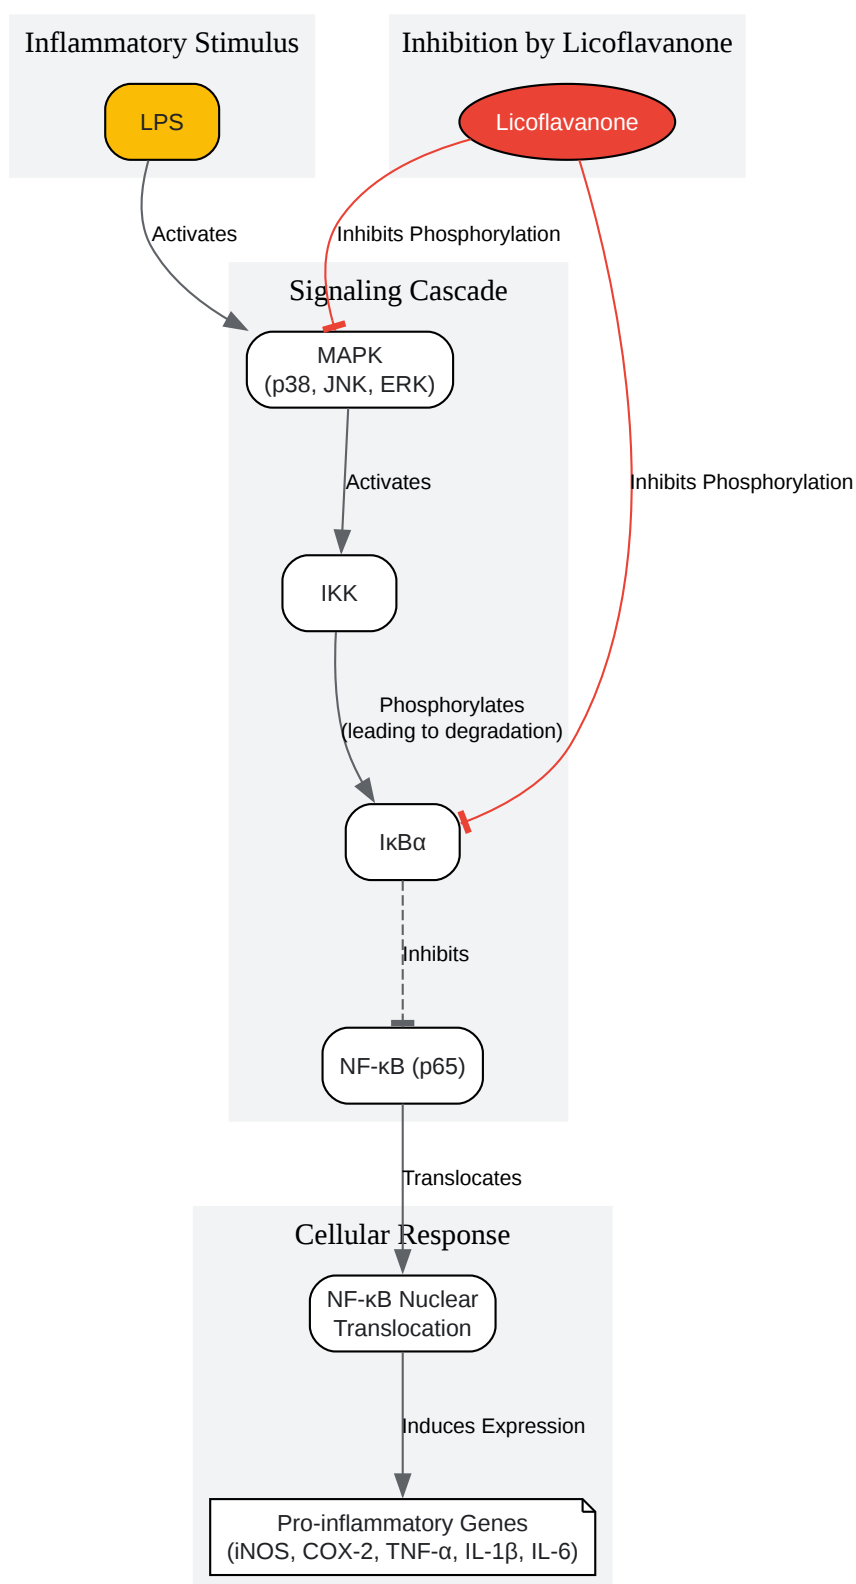 Inflammatory Stimulus
Inhibition by Licoflavanone
LPS
Licoflavanone
Activates
Inhibits Phosphorylation
Signaling Cascade
MAPK
(p38, JNK, ERK)
Activates
Inhibits Phosphorylation
IKK
Phosphorylates
(leading to degradation)
IκBα
Inhibits
NF-κB (p65)
Translocates
Cellular Response
NF-κB Nuclear
Translocation
Induces Expression
Pro-inflammatory Genes
(iNOS, COX-2, TNF-α, IL-1β, IL-6)